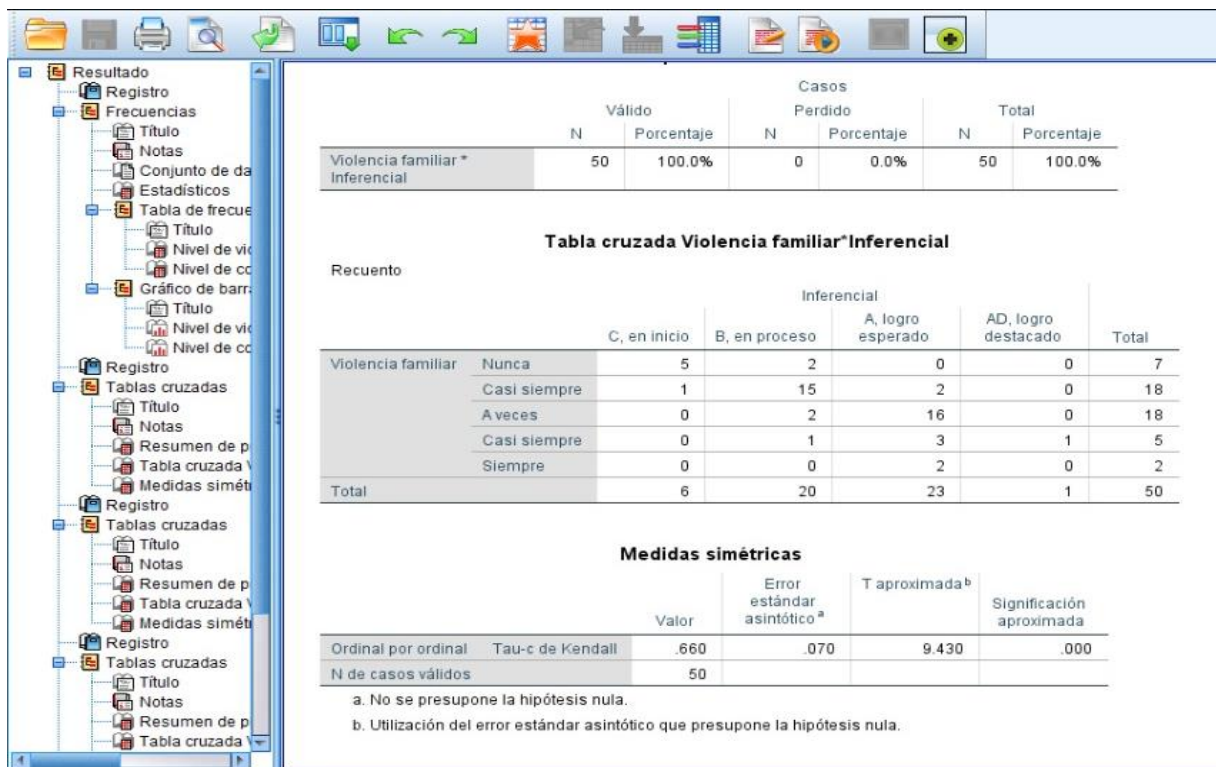 Resultado
Registro
Frecuencias
Título
Notas
Conjunto de da
Estadísticos
Tabla de frecue
Título
Nivel de vic
Nivel de cc
Gráfico de barra
Título
Nivel de vic
Nivel de cc
Registro
Tablas cruzadas
Título
Notas
Resumen de p
Tabla cruzada V
Medidas simét
Registro
Tablas cruzadas
Título
Notas
Resumen de p
Tabla cruzada V
Medidas simét
Registro
Tablas cruzadas
Título
Notas
Resumen de p
Tabla cruzada V
Casos
Válido Perdido Total
N Porcentaje N Porcentaje N Porcentaje
Violencia familiar * 50 100.0% 0 0.0% 50 100.0%
Inferencial
Tabla cruzada Violencia familiar*Inferencial
Recuento
Inferencial
C, en inicio B, en proceso A, logro esperado AD, logro destacado Total
Violencia familiar Nunca 5 2 0 0 7
Casi siempre 1 15 2 0 18
A veces 0 2 16 0 18
Casi siempre 0 1 3 1 5
Siempre 0 0 2 0 2
Total 6 20 23 1 50
Medidas simétricas
Valor Error estándar asintótico a T aproximada b Significación aproximada
Ordinal por ordinal Tau-c de Kendall .660 .070 9.430 .000
N de casos válidos 50
a. No se presupone la hipótesis nula.
b. Utilización del error estándar asintótico que presupone la hipótesis nula.